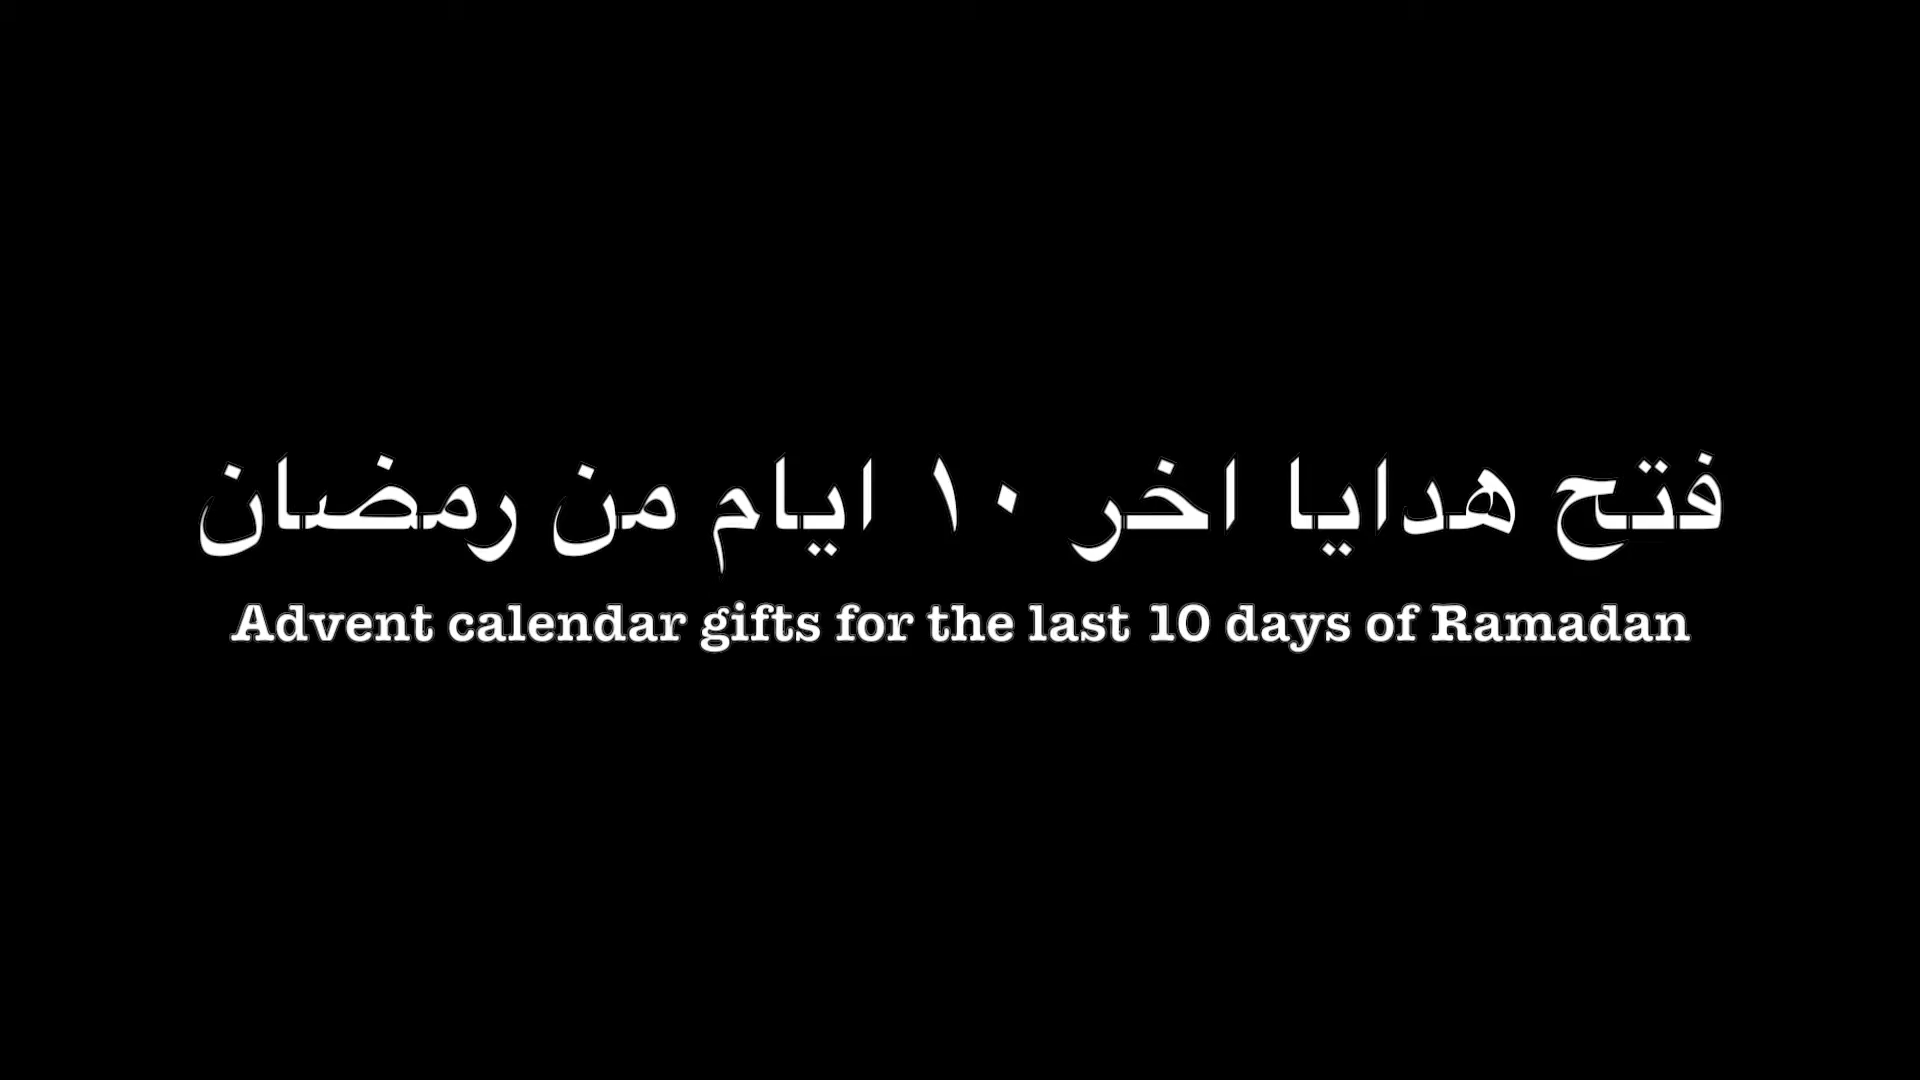 فتح هدايا اخر ١٠ ايام من رمضان
Advent calendar gifts for the last 10 days of Ramadan